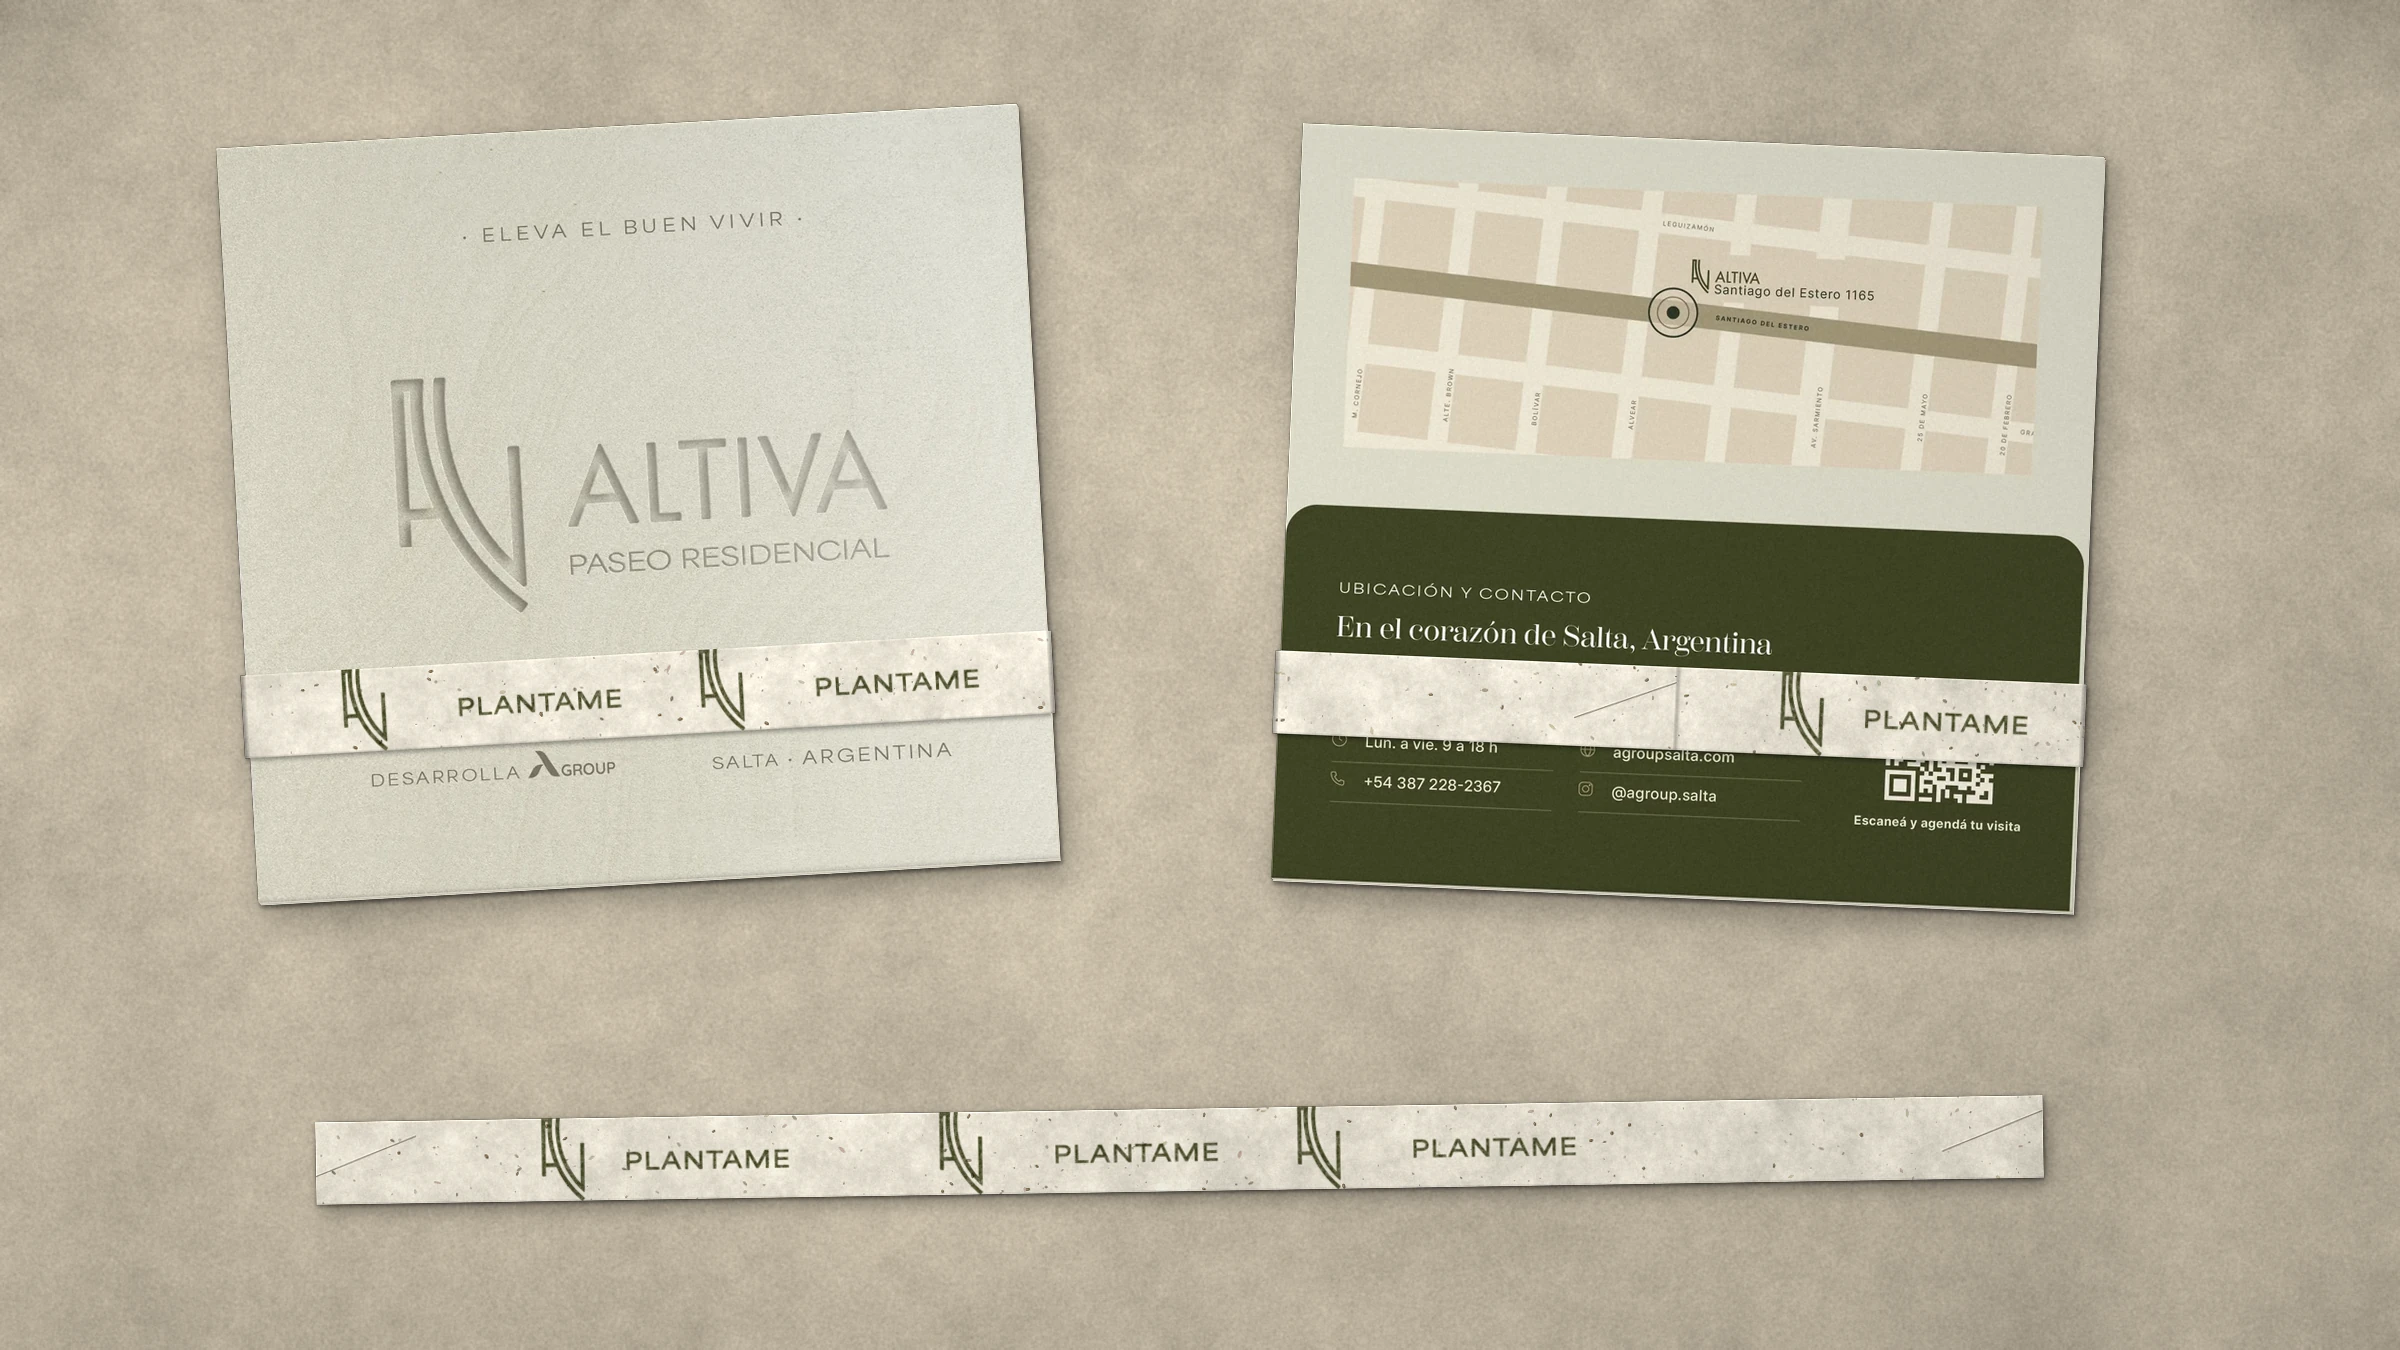 · ELEVA EL BUEN VIVIR ·
ALTIVA
PASEO RESIDENCIAL
PLANTAME
PLANTAME
DESARROLLA AGROUP
SALTA · ARGENTINA
LEGUIZAMÓN
ALTIVA
Santiago del Estero 1165
SANTIAGO DEL ESTERO
M. CORNEJO
ALTE. BROWN
BOLÍVAR
ALVEAR
AV. SARMIENTO
25 DE MAYO
20 DE FEBRERO
UBICACIÓN Y CONTACTO
En el corazón de Salta, Argentina
PLANTAME
Lun. a vie. 9 a 18 h
agroupsalta.com
+54 387 228-2367
@agroup.salta
Escaneá y agendá tu visita
PLANTAME
PLANTAME
PLANTAME